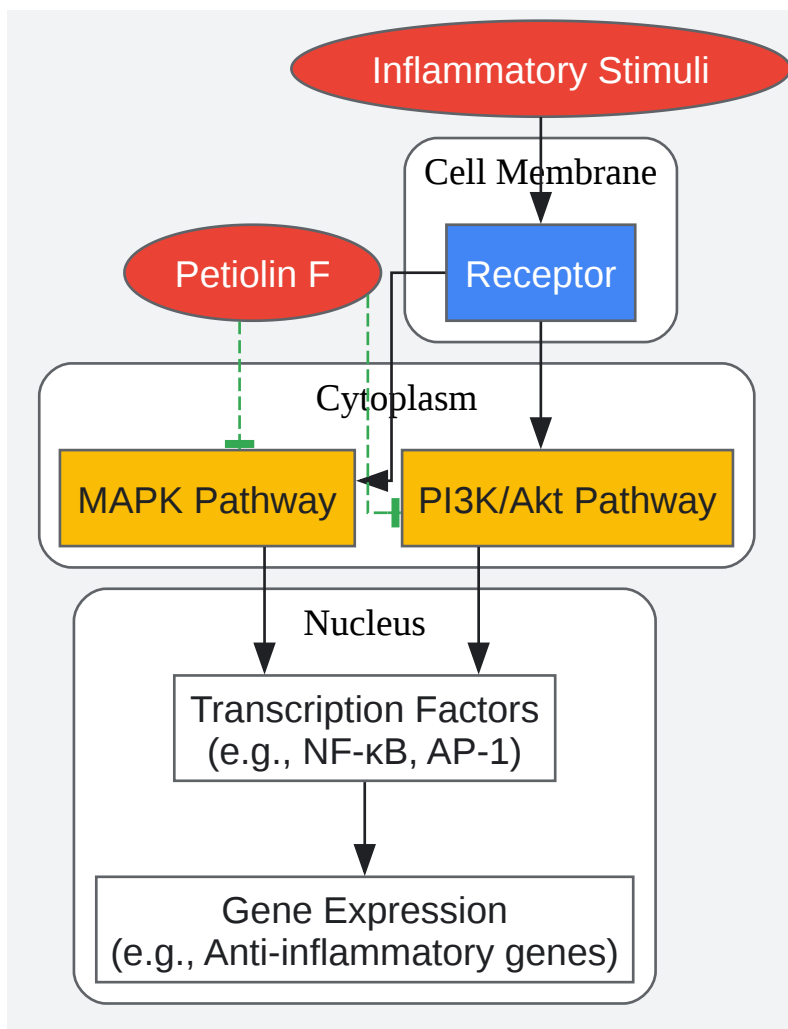 Inflammatory Stimuli
Cell Membrane
Petiolin F
Receptor
Cytoplasm
MAPK Pathway
PI3K/Akt Pathway
Nucleus
Transcription Factors
(e.g., NF-κB, AP-1)
Gene Expression
(e.g., Anti-inflammatory genes)